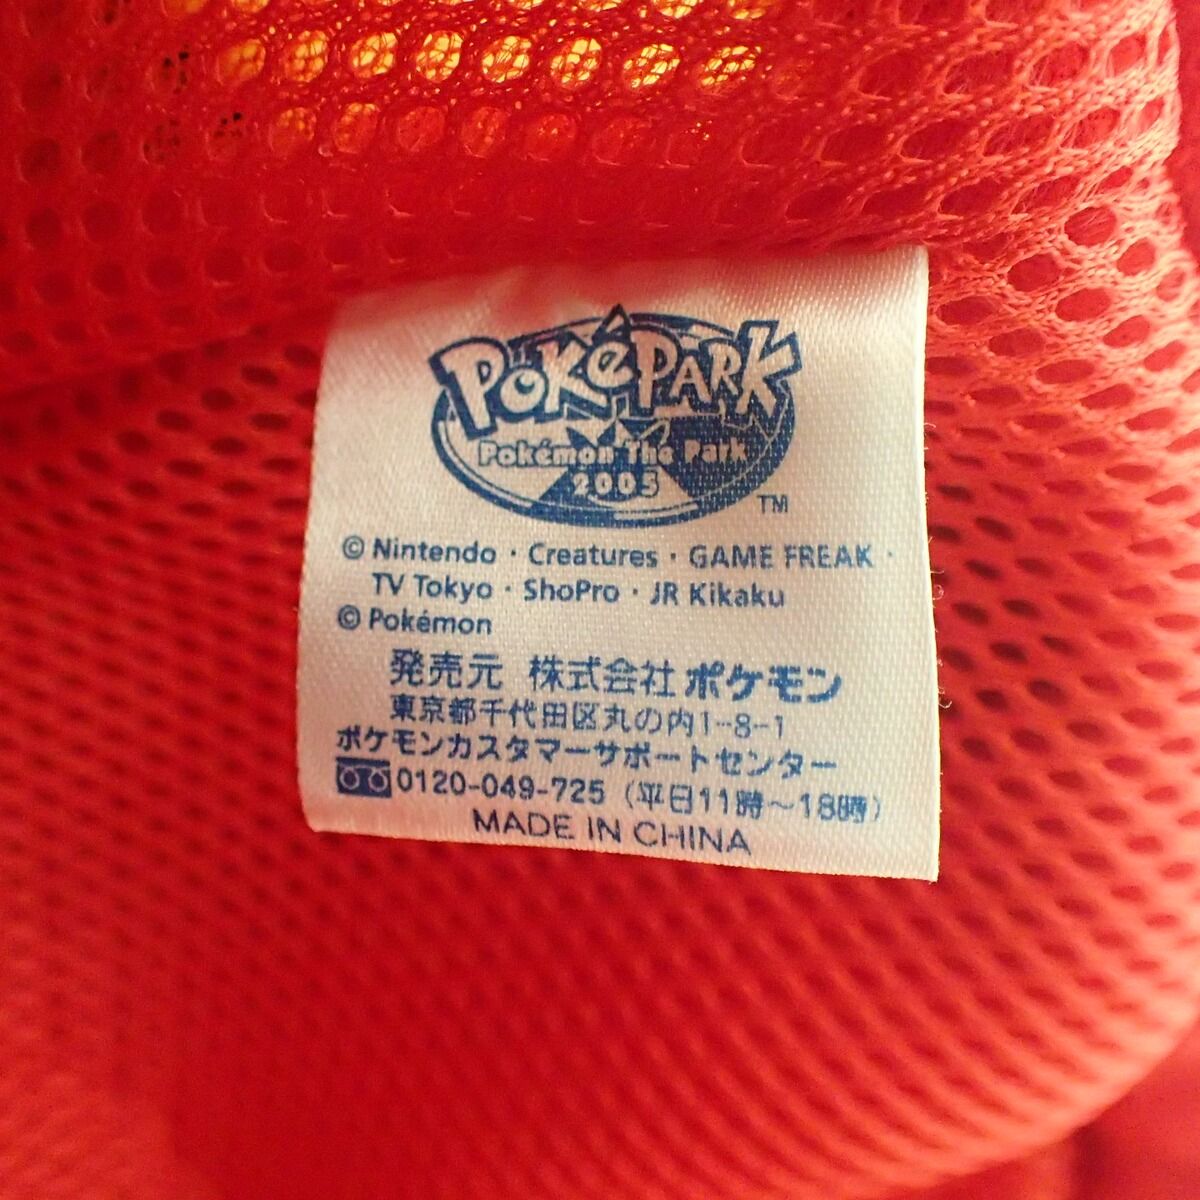 PokéPARK
Pokémon The Park
2005
TM
© Nintendo · Creatures · GAME FREAK ·
TV Tokyo · ShoPro · JR Kikaku
© Pokémon
発売元 株式会社 ポケモン
東京都千代田区丸の内1-8-1
ポケモンカスタマーサポートセンター
0120-049-725 (平日11時～18時)
MADE IN CHINA